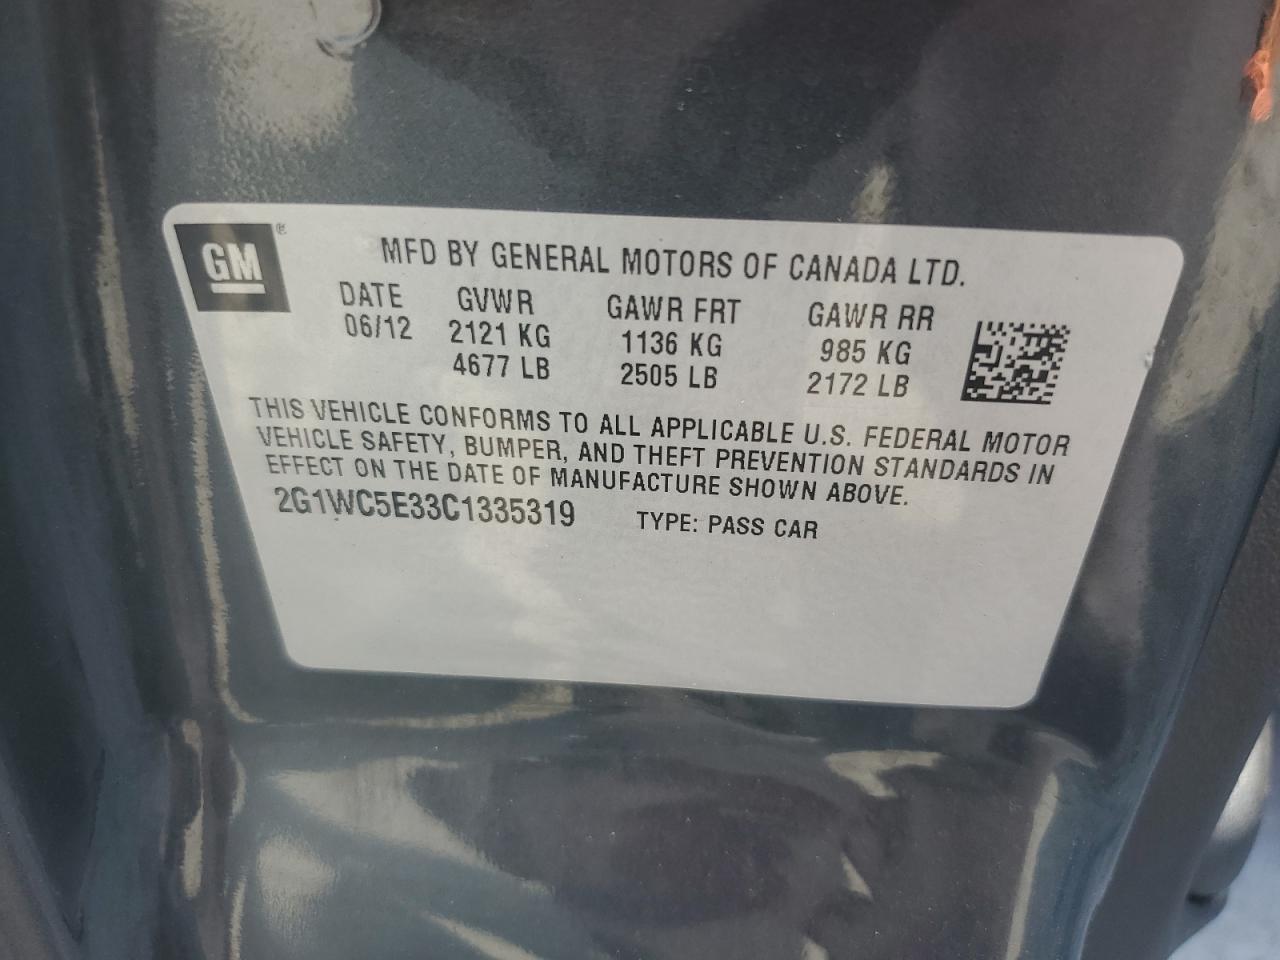 GM ®
MFD BY GENERAL MOTORS OF CANADA LTD.
DATE GVWR GAWR FRT GAWR RR
06/12 2121 KG 1136 KG 985 KG
4677 LB 2505 LB 2172 LB
THIS VEHICLE CONFORMS TO ALL APPLICABLE U.S. FEDERAL MOTOR
VEHICLE SAFETY, BUMPER, AND THEFT PREVENTION STANDARDS IN
EFFECT ON THE DATE OF MANUFACTURE SHOWN ABOVE.
2G1WC5E33C1335319 TYPE: PASS CAR